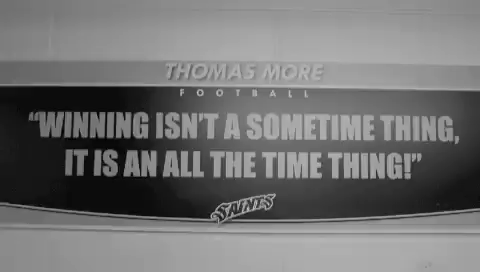 THOMAS MORE
FOOTBALL
"WINNING ISN'T A SOMETIME THING,
IT IS AN ALL THE TIME THING!"
SAINTS